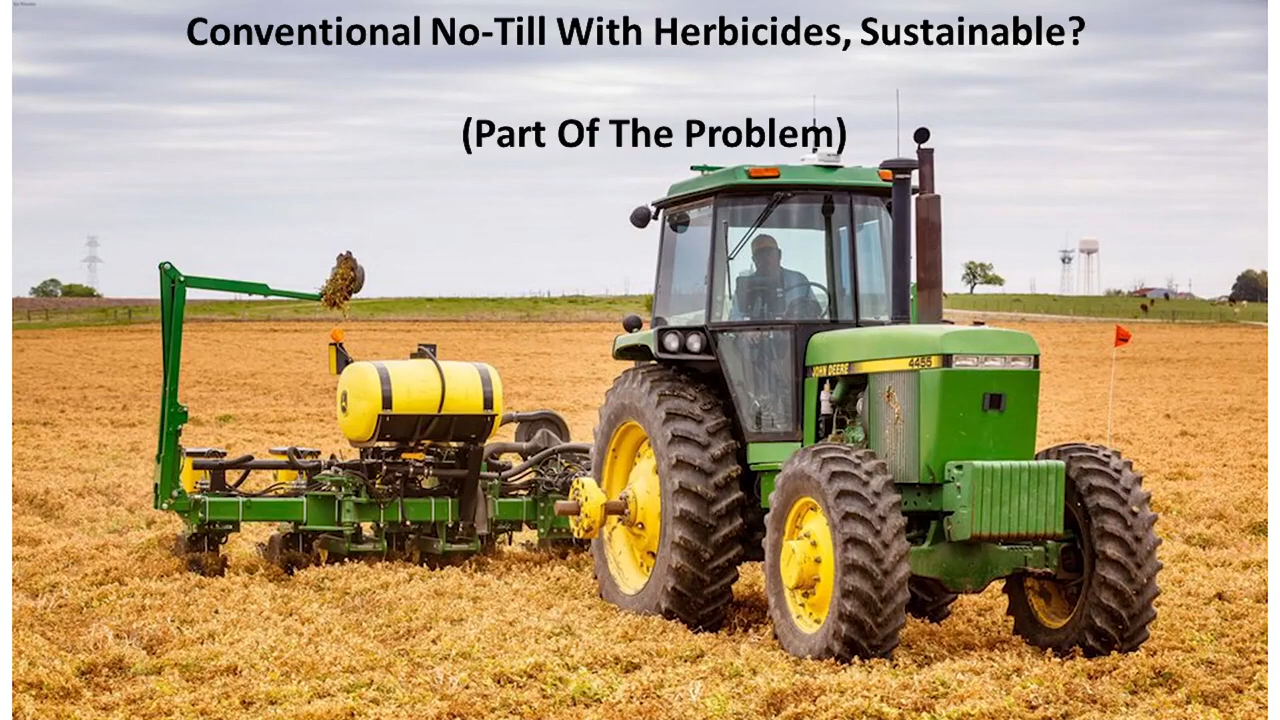 Conventional No-Till With Herbicides, Sustainable?
(Part Of The Problem)
JOHN DEERE
4455